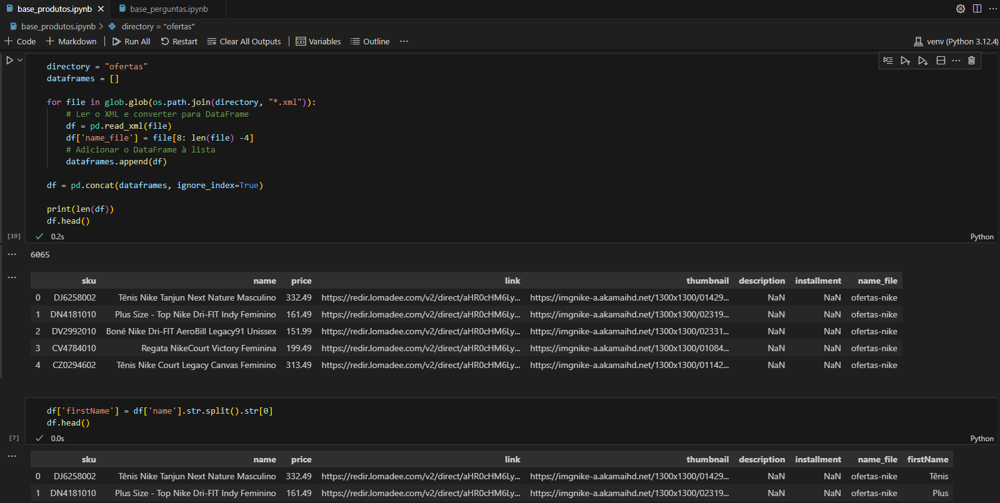 base_produtos.ipynb
base_perguntas.ipynb
base_produtos.ipynb > directory = "ofertas"
+ Code + Markdown | Run All Restart Clear All Outputs | Variables Outline ... venv (Python 3.12.4)
directory = "ofertas"
dataframes = []
for file in glob.glob(os.path.join(directory, "*.xml")):
# Ler o XML e converter para DataFrame
df = pd.read_xml(file)
df['name_file'] = file[8: len(file) -4]
# Adicionar o DataFrame à lista
dataframes.append(df)
df = pd.concat(dataframes, ignore_index=True)
print(len(df))
df.head()
[19] 0.2s Python
6065
sku name price link thumbnail description installment name_file
0 DJ6258002 Tênis Nike Tanjun Next Nature Masculino 332.49 https://redir.lomadee.com/v2/direct/aHR0cHM6Ly... https://imgnike-a.akamaihd.net/1300x1300/01429... NaN NaN ofertas-nike
1 DN4181010 Plus Size - Top Nike Dri-FIT Indy Feminino 161.49 https://redir.lomadee.com/v2/direct/aHR0cHM6Ly... https://imgnike-a.akamaihd.net/1300x1300/02319... NaN NaN ofertas-nike
2 DV2992010 Boné Nike Dri-FIT AeroBill Legacy91 Unissex 151.99 https://redir.lomadee.com/v2/direct/aHR0cHM6Ly... https://imgnike-a.akamaihd.net/1300x1300/02331... NaN NaN ofertas-nike
3 CV4784010 Regata NikeCourt Victory Feminina 199.49 https://redir.lomadee.com/v2/direct/aHR0cHM6Ly... https://imgnike-a.akamaihd.net/1300x1300/01084... NaN NaN ofertas-nike
4 CZ0294602 Tênis Nike Court Legacy Canvas Feminino 313.49 https://redir.lomadee.com/v2/direct/aHR0cHM6Ly... https://imgnike-a.akamaihd.net/1300x1300/01142... NaN NaN ofertas-nike
df['firstName'] = df['name'].str.split().str[0]
df.head()
[7] 0.0s Python
sku name price link thumbnail description installment name_file firstName
0 DJ6258002 Tênis Nike Tanjun Next Nature Masculino 332.49 https://redir.lomadee.com/v2/direct/aHR0cHM6Ly... https://imgnike-a.akamaihd.net/1300x1300/01429... NaN NaN ofertas-nike Tênis
1 DN4181010 Plus Size - Top Nike Dri-FIT Indy Feminino 161.49 https://redir.lomadee.com/v2/direct/aHR0cHM6Ly... https://imgnike-a.akamaihd.net/1300x1300/02319... NaN NaN ofertas-nike Plus